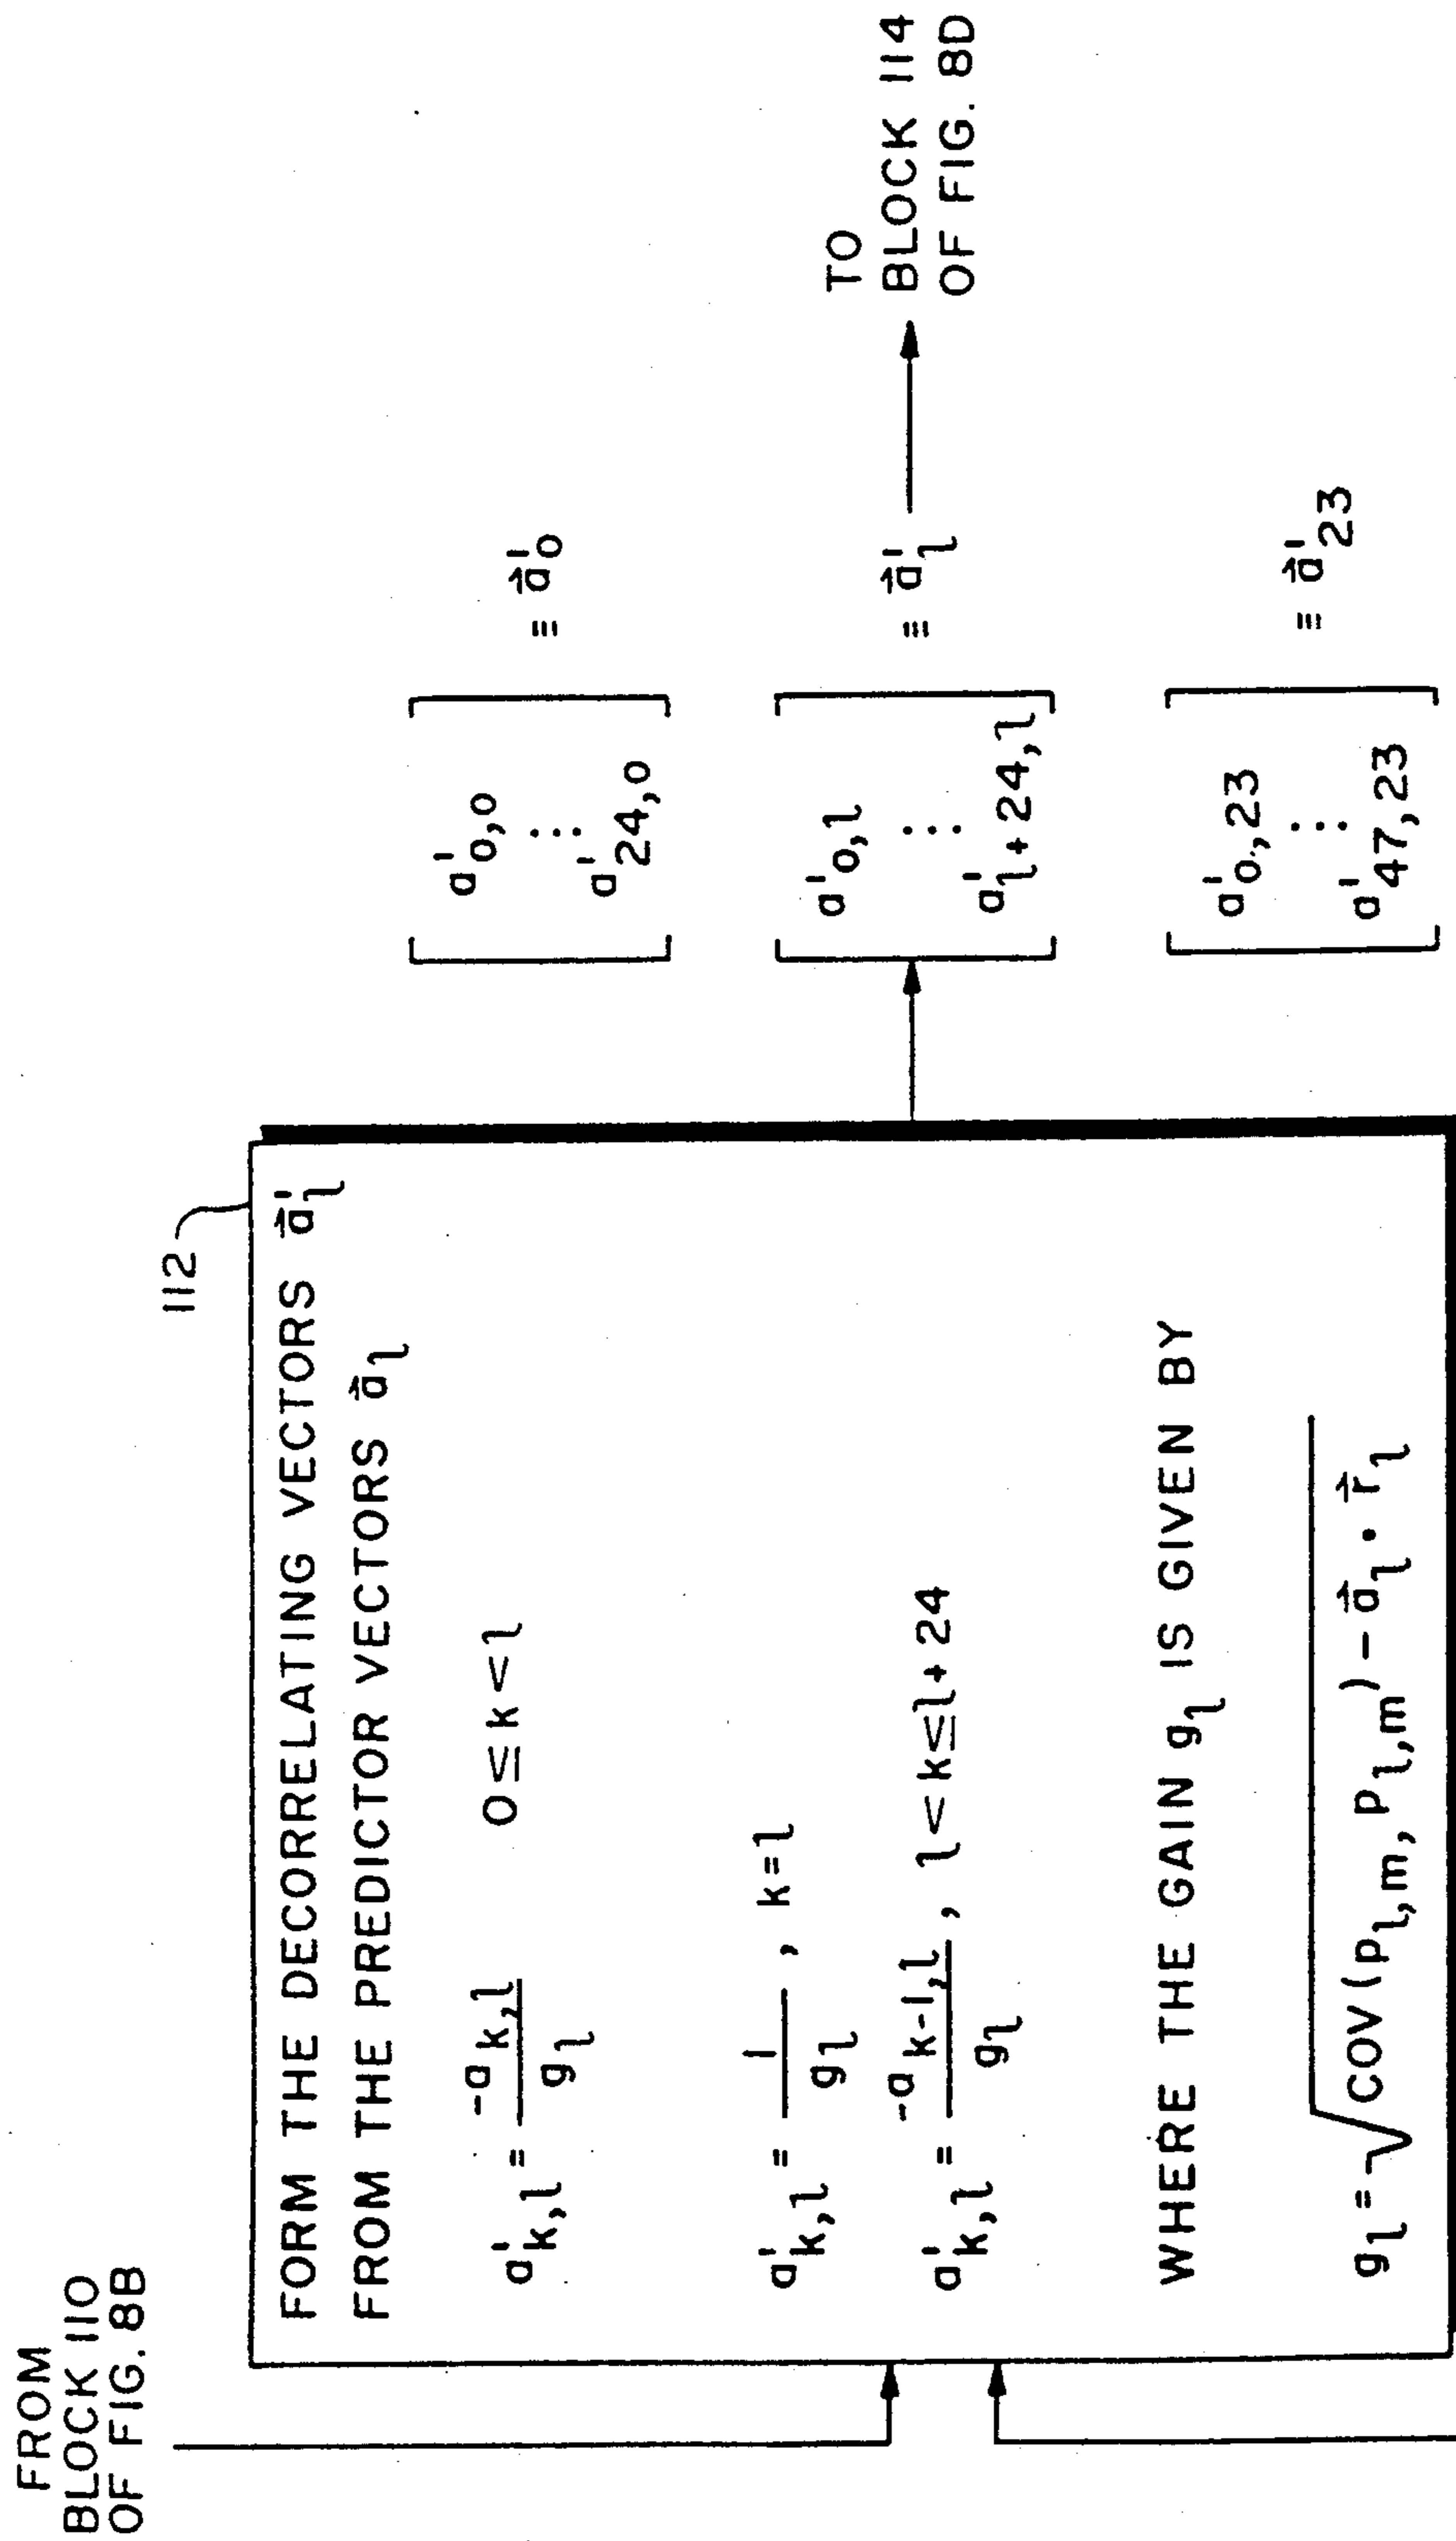 FROM
BLOCK 110
OF FIG. 8B
112
FORM THE DECORRELATING VECTORS a⃗'_l
FROM THE PREDICTOR VECTORS a⃗_l
a'_k,l = -a_k,l / g_l    0 ≤ k < l
a'_k,l = 1 / g_l , k = l
a'_k,l = -a_k-1,l / g_l , l < k ≤ l + 24
WHERE THE GAIN g_l IS GIVEN BY
g_l = √(COV (p_l,m, p_l,m) - a⃗_l • r⃗_l)
[a'_0,0 ⋮ a'_24,0] ≡ a⃗'_0
[a'_0,l ⋮ a'_l+24,l] ≡ a⃗'_l
[a'_0,23 ⋮ a'_47,23] ≡ a⃗'_23
TO
BLOCK 114
OF FIG. 8D